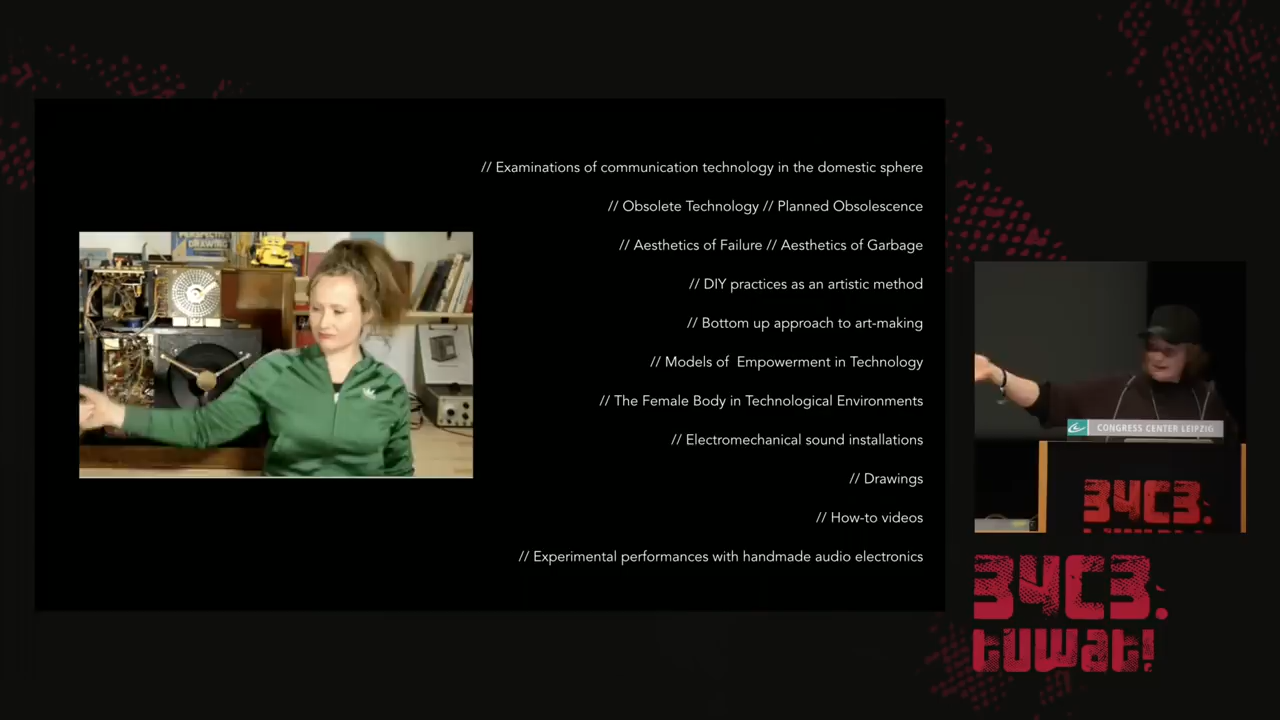 // Examinations of communication technology in the domestic sphere
// Obsolete Technology // Planned Obsolescence
// Aesthetics of Failure // Aesthetics of Garbage
// DIY practices as an artistic method
// Bottom up approach to art-making
// Models of  Empowerment in Technology
// The Female Body in Technological Environments
// Electromechanical sound installations
// Drawings
// How-to videos
// Experimental performances with handmade audio electronics
DRAWING
CONGRESS CENTER LEIPZIG
34C3.
34C3.
tuwat!